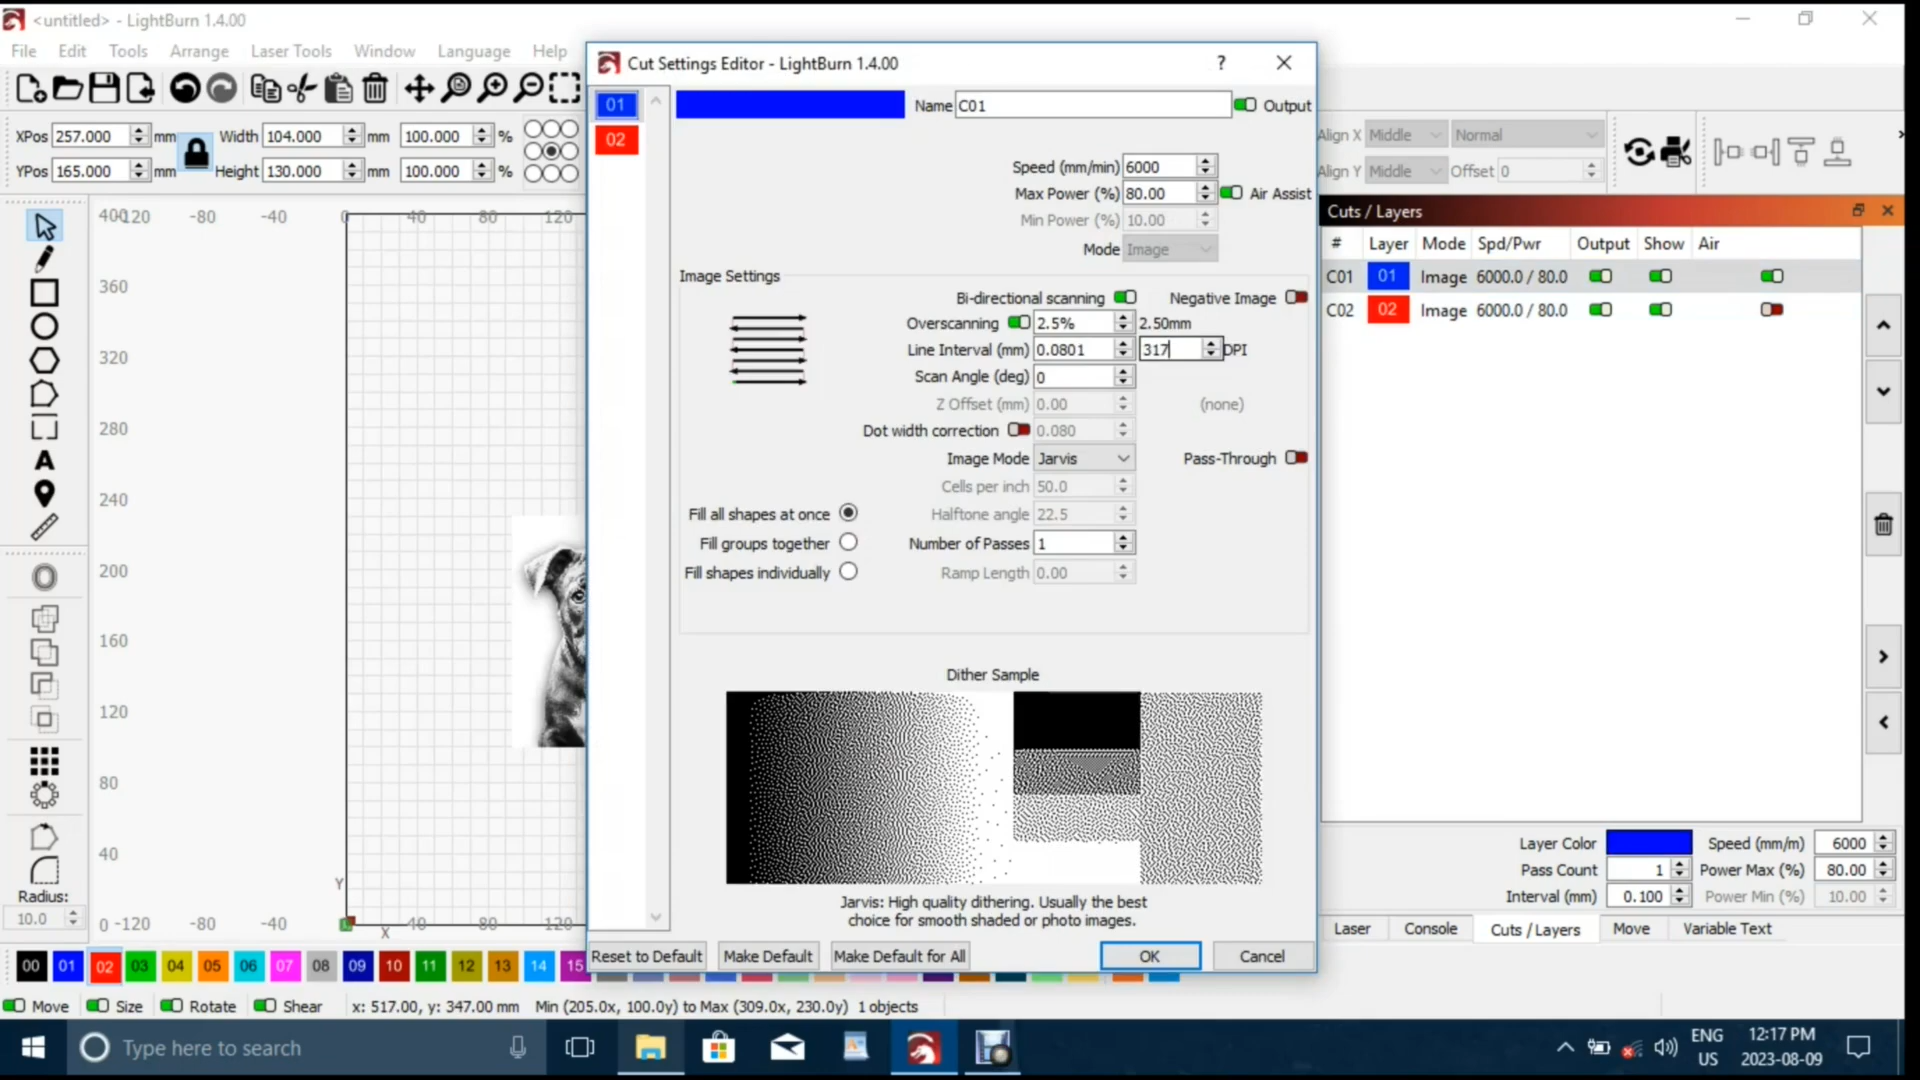 <untitled> - LightBurn 1.4.00
File Edit Tools Arrange Laser Tools Window Language Help
XPos 257.000 mm Width 104.000 mm 100.000 %
YPos 165.000 mm Height 130.000 mm 100.000 %
Align X Middle Normal
Align Y Middle Offset 0
Cut Settings Editor - LightBurn 1.4.00 ?
01
02
Name C01 Output
Speed (mm/min) 6000
Max Power (%) 80.00 Air Assist
Min Power (%) 10.00
Mode Image
Image Settings
Bi-directional scanning Negative Image
Overscanning 2.5% 2.50mm
Line Interval (mm) 0.0801 317 DPI
Scan Angle (deg) 0
Z Offset (mm) 0.00 (none)
Dot width correction 0.080
Image Mode Jarvis Pass-Through
Cells per inch 50.0
Fill all shapes at once Halftone angle 22.5
Fill groups together Number of Passes 1
Fill shapes individually Ramp Length 0.00
Dither Sample
Jarvis: High quality dithering. Usually the best
choice for smooth shaded or photo images.
Reset to Default Make Default Make Default for All OK Cancel
Cuts / Layers
# Layer Mode Spd/Pwr Output Show Air
C01 01 Image 6000.0 / 80.0
C02 02 Image 6000.0 / 80.0
Layer Color Speed (mm/m) 6000
Pass Count 1 Power Max (%) 80.00
Interval (mm) 0.100 Power Min (%) 10.00
Laser Console Cuts / Layers Move Variable Text
400 -120 -80 -40 0 40 80 120
360
320
280
240
200
160
120
80
40
Y
X
0 -120 -80 -40 0 40 80 120
A
Radius:
10.0
00 01 02 03 04 05 06 07 08 09 10 11 12 13 14 15
Move Size Rotate Shear x: 517.00, y: 347.00 mm Min (205.0x, 100.0y) to Max (309.0x, 230.0y) 1 objects
Type here to search
ENG
US
12:17 PM
2023-08-09